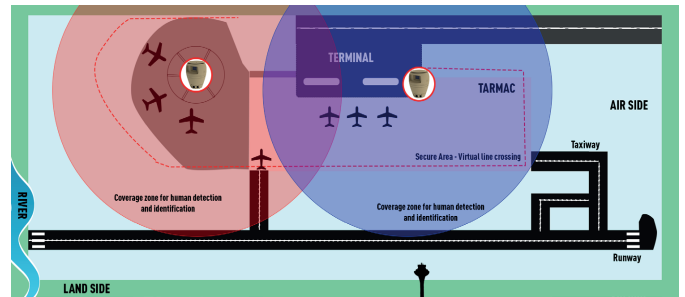 TERMINAL
TARMAC
AIR SIDE
Taxiway
Secure Area - Virtual line crossing
Coverage zone for human detection
and identification
Coverage zone for human detection
and identification
RIVER
Runway
LAND SIDE